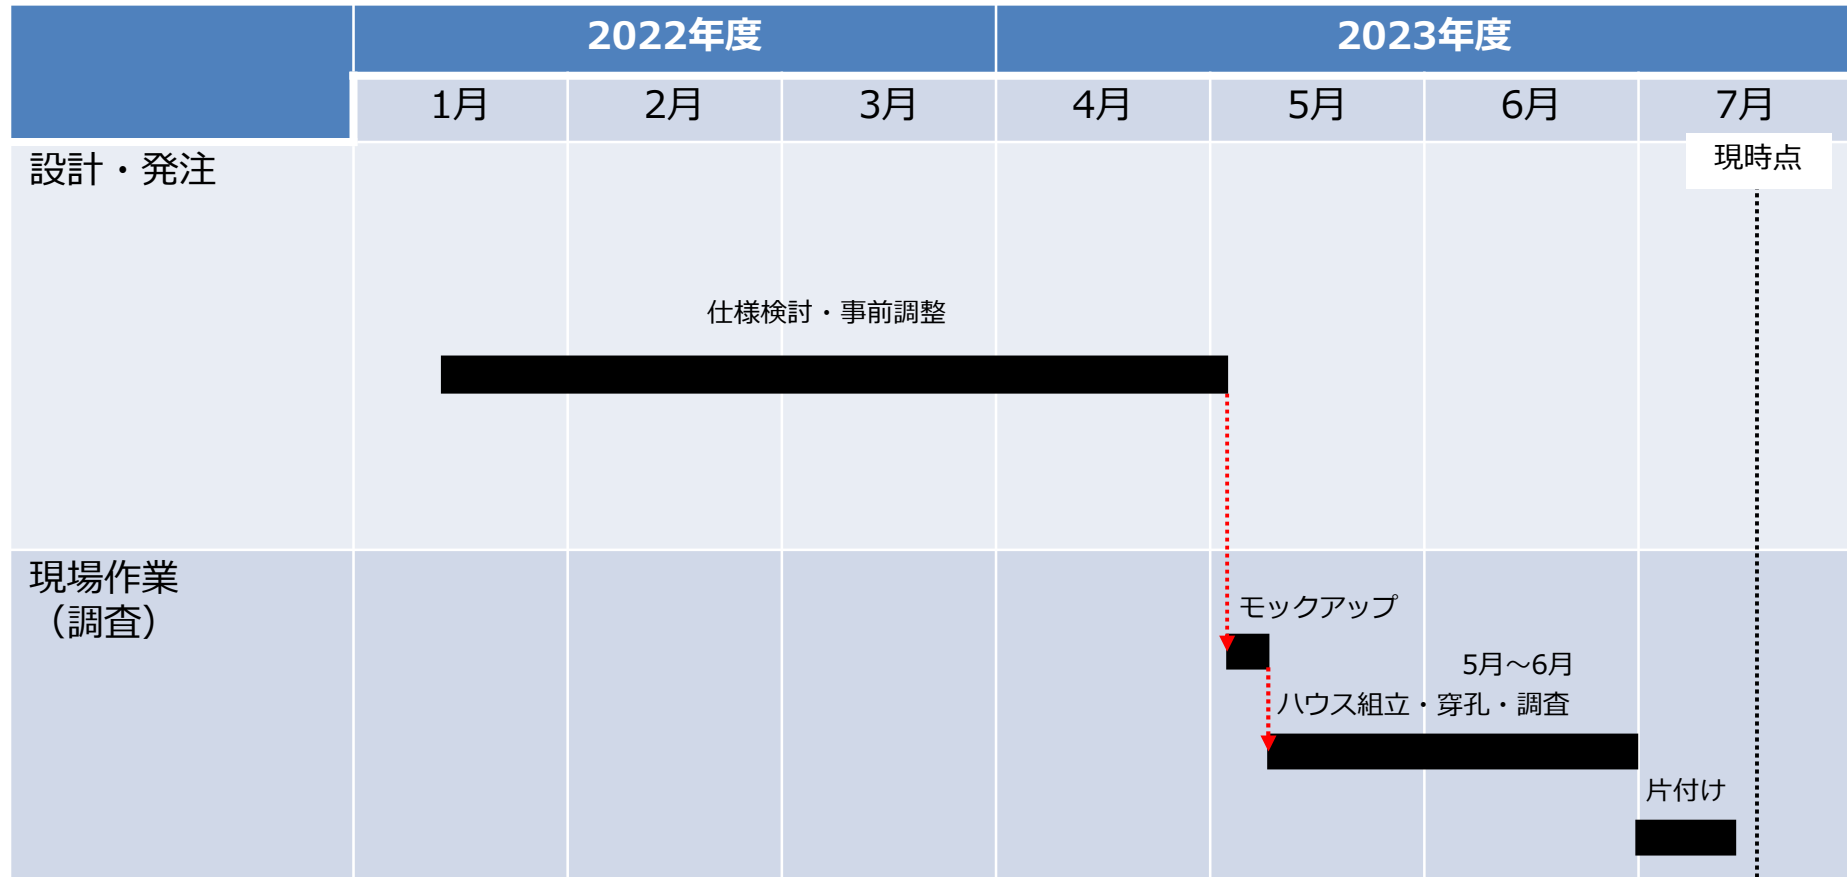 2022年度
2023年度
1月
2月
3月
4月
5月
6月
7月
設計・発注
現時点
仕様検討・事前調整
現場作業
（調査）
モックアップ
5月～6月
ハウス組立・穿孔・調査
片付け